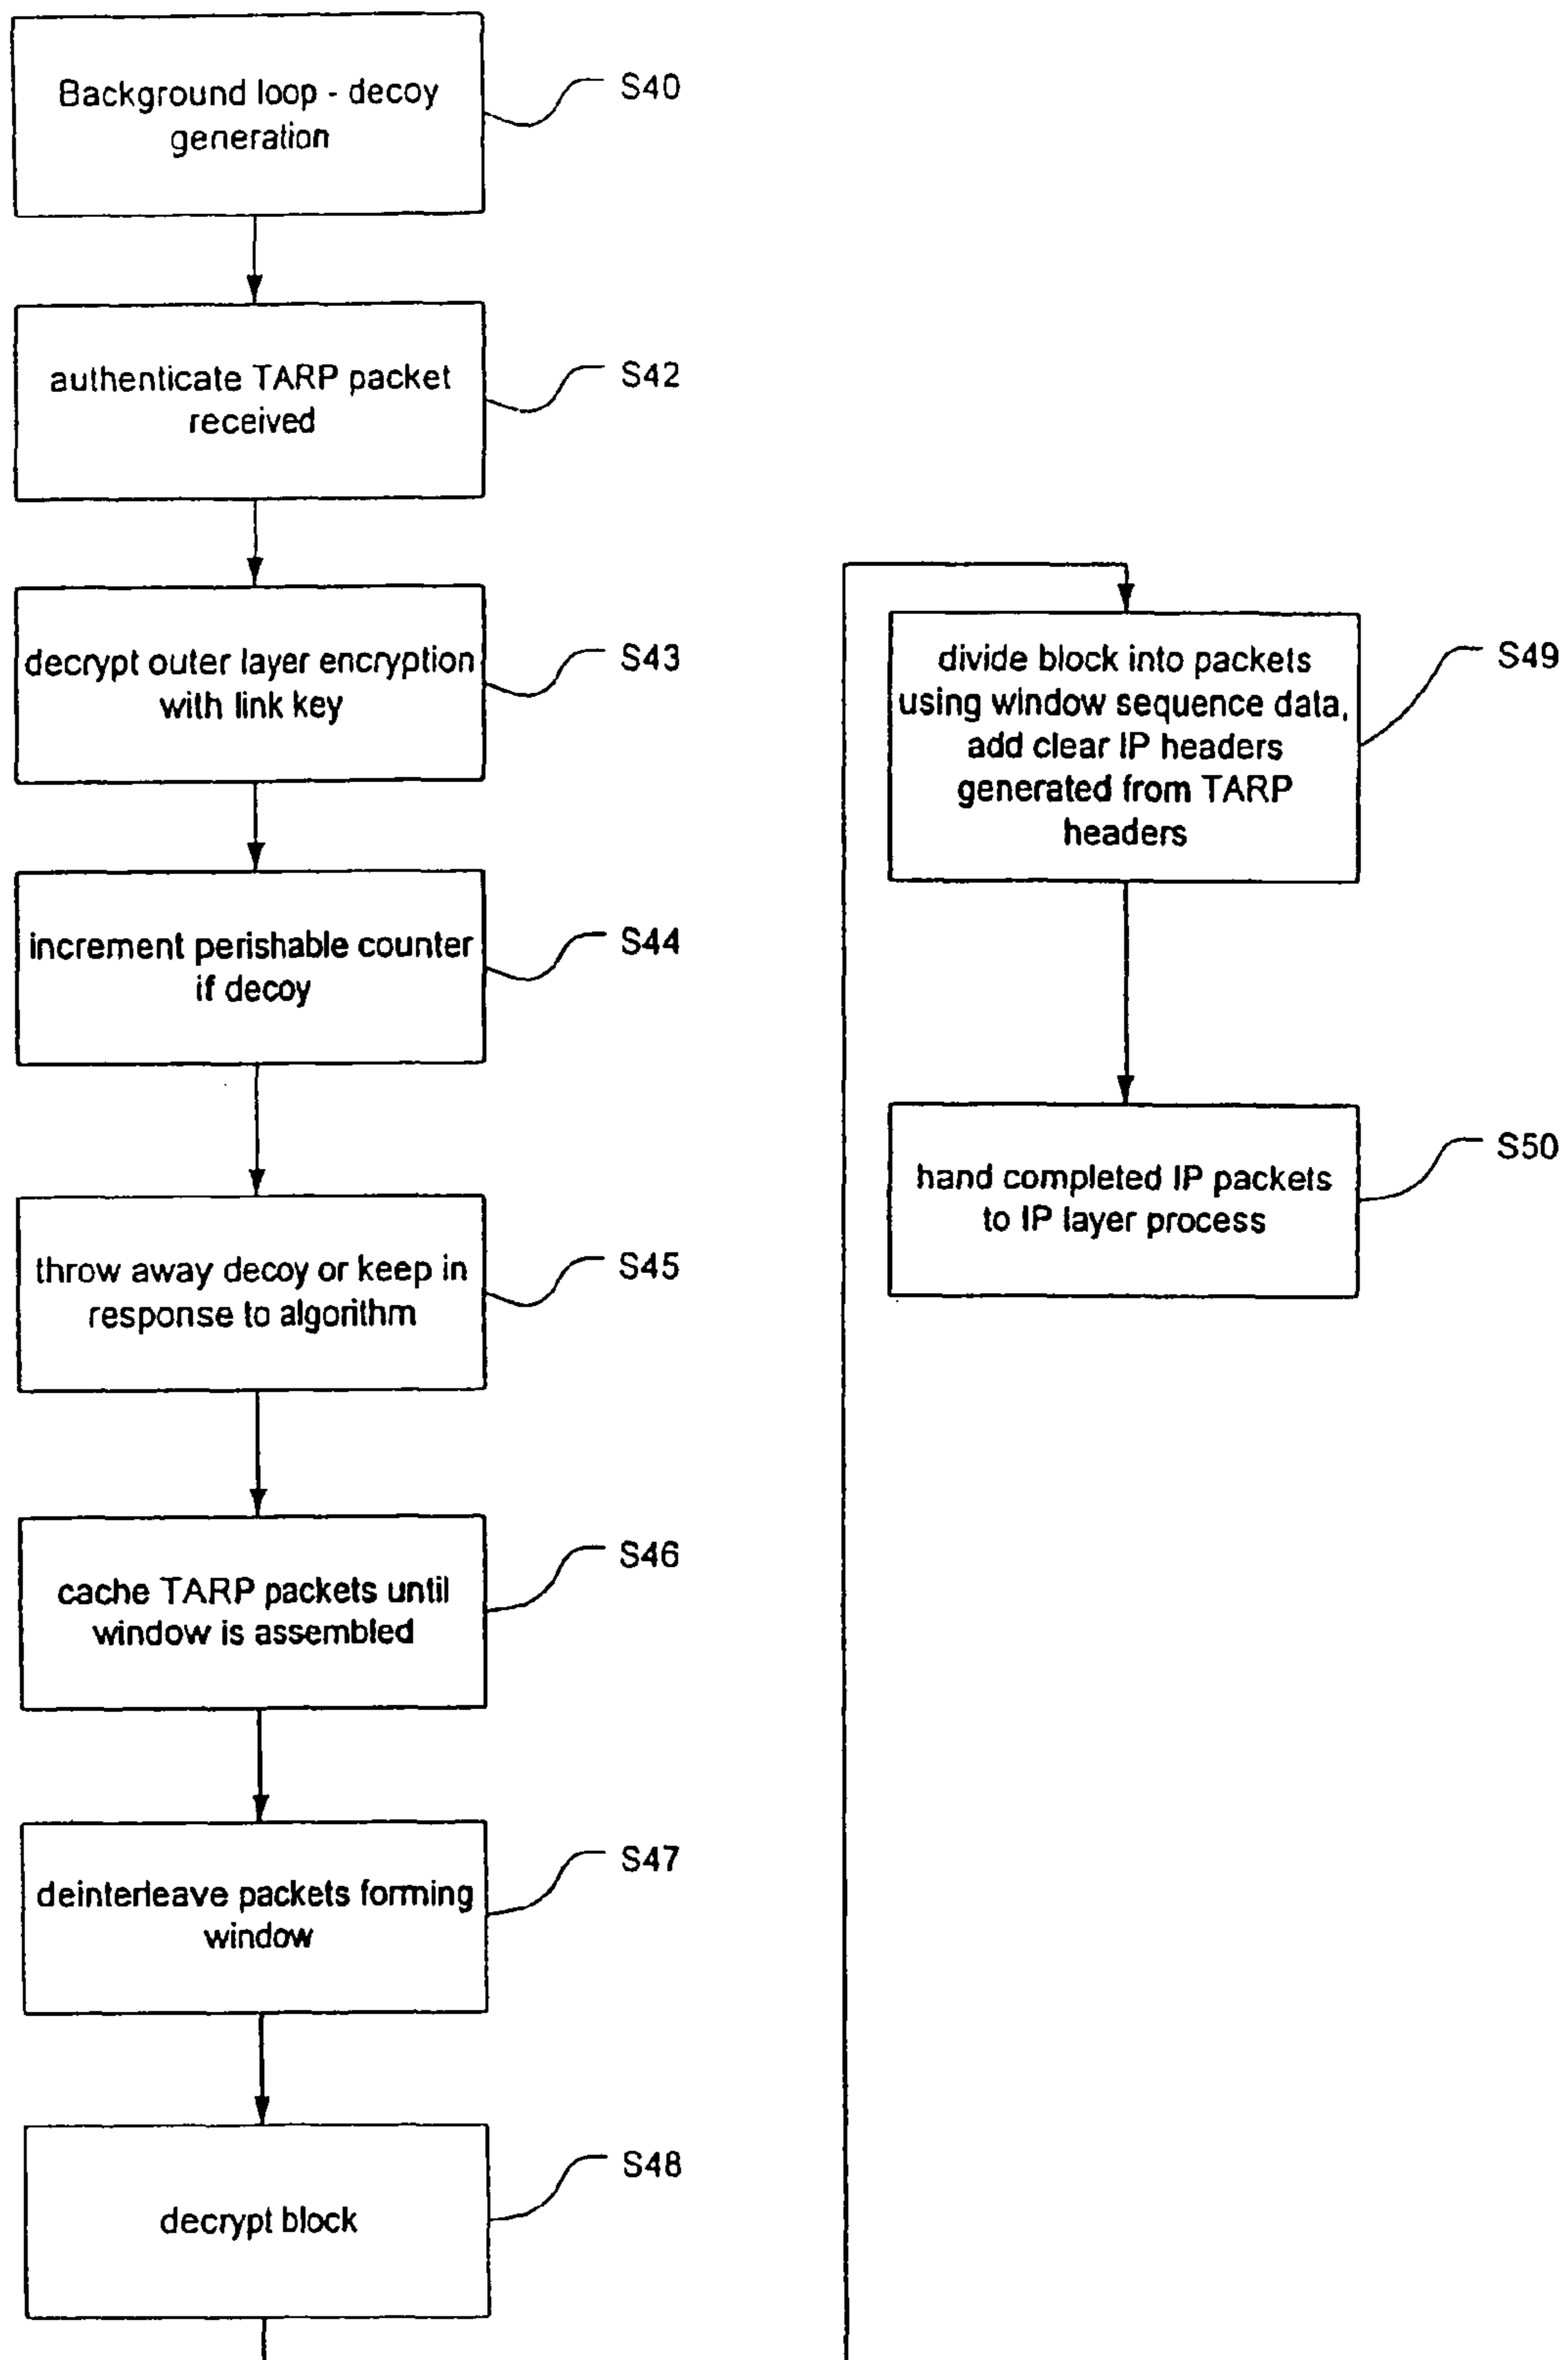 Background loop - decoy
generation
S40
authenticate TARP packet
received
S42
decrypt outer layer encryption
with link key
S43
increment perishable counter
if decoy
S44
throw away decoy or keep in
response to algorithm
S45
cache TARP packets until
window is assembled
S46
deinterleave packets forming
window
S47
decrypt block
S48
divide block into packets
using window sequence data,
add clear IP headers
generated from TARP
headers
S49
hand completed IP packets
to IP layer process
S50